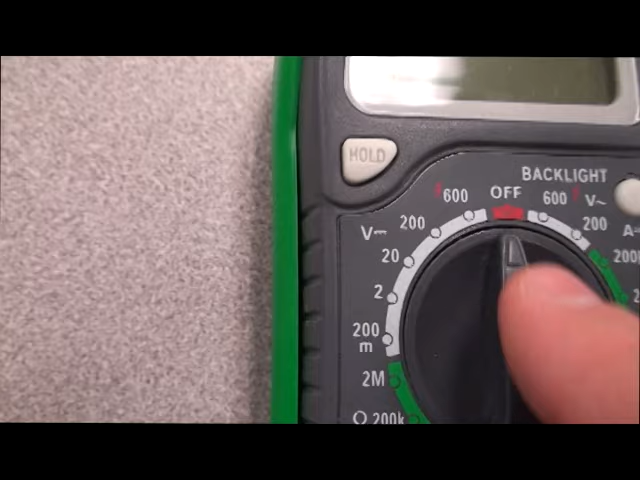 HOLD
BACKLIGHT
600 OFF 600 V~
V⎓ 200 200
A⎓
20
2
200
m
2M
Ω 200k